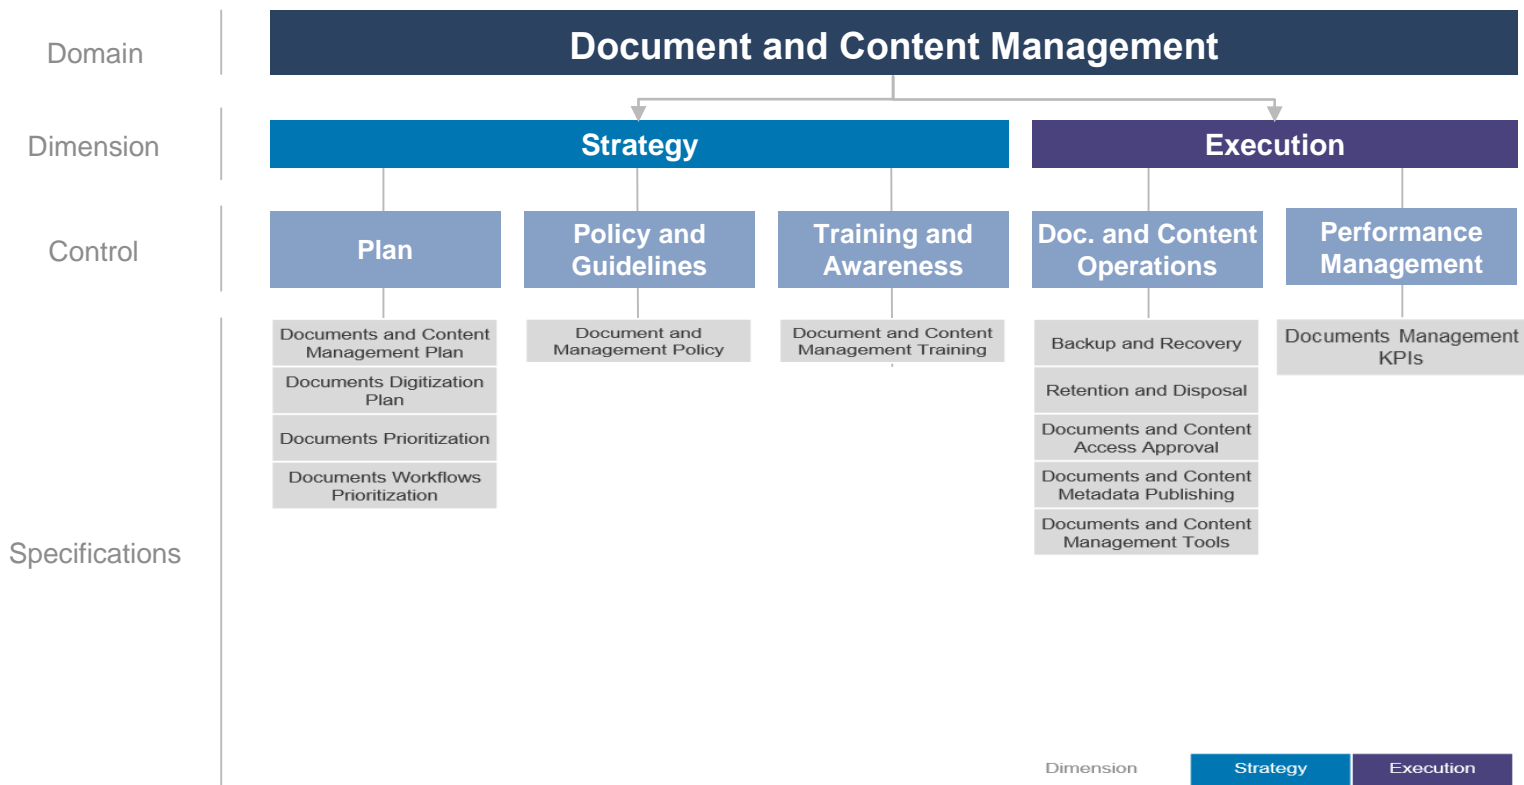 Domain
Document and Content Management
Dimension
Strategy
Execution
Control
Plan
Policy and
Guidelines
Training and
Awareness
Doc. and Content
Operations
Performance
Management
Specifications
Documents and Content
Management Plan
Documents Digitization
Plan
Documents Prioritization
Documents Workflows
Prioritization
Document and
Management Policy
Document and Content
Management Training
Backup and Recovery
Retention and Disposal
Documents and Content
Access Approval
Documents and Content
Metadata Publishing
Documents and Content
Management Tools
Documents Management
KPIs
Dimension
Strategy
Execution